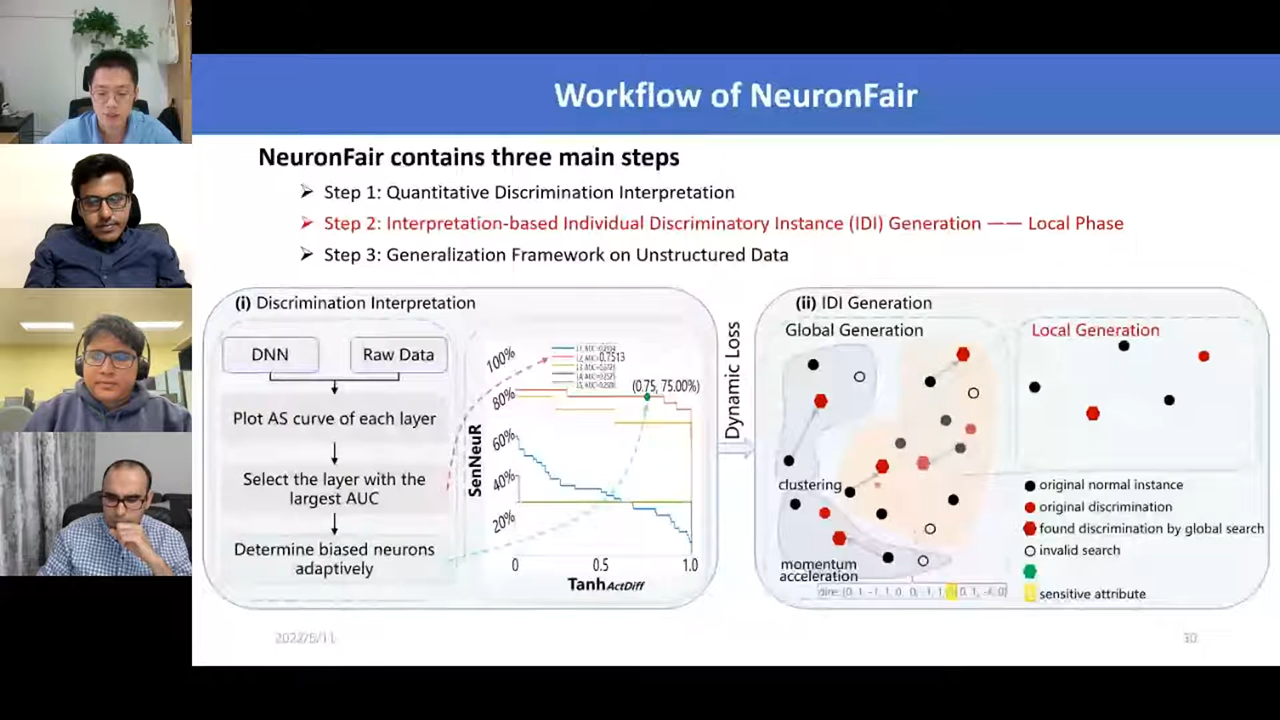 Workflow of NeuronFair
NeuronFair contains three main steps
➢ Step 1: Quantitative Discrimination Interpretation
➢ Step 2: Interpretation-based Individual Discriminatory Instance (IDI) Generation —— Local Phase
➢ Step 3: Generalization Framework on Unstructured Data
(i) Discrimination Interpretation
DNN
Raw Data
Plot AS curve of each layer
Select the layer with the
largest AUC
Determine biased neurons
adaptively
SenNeuR
100%
80%
60%
40%
20%
0.7513
(0.75, 75.00%)
0
0.5
1.0
Tanh ActDiff
Dynamic Loss
(ii) IDI Generation
Global Generation
clustering
momentum
acceleration
Local Generation
original normal instance
original discrimination
found discrimination by global search
invalid search
sensitive attribute
30